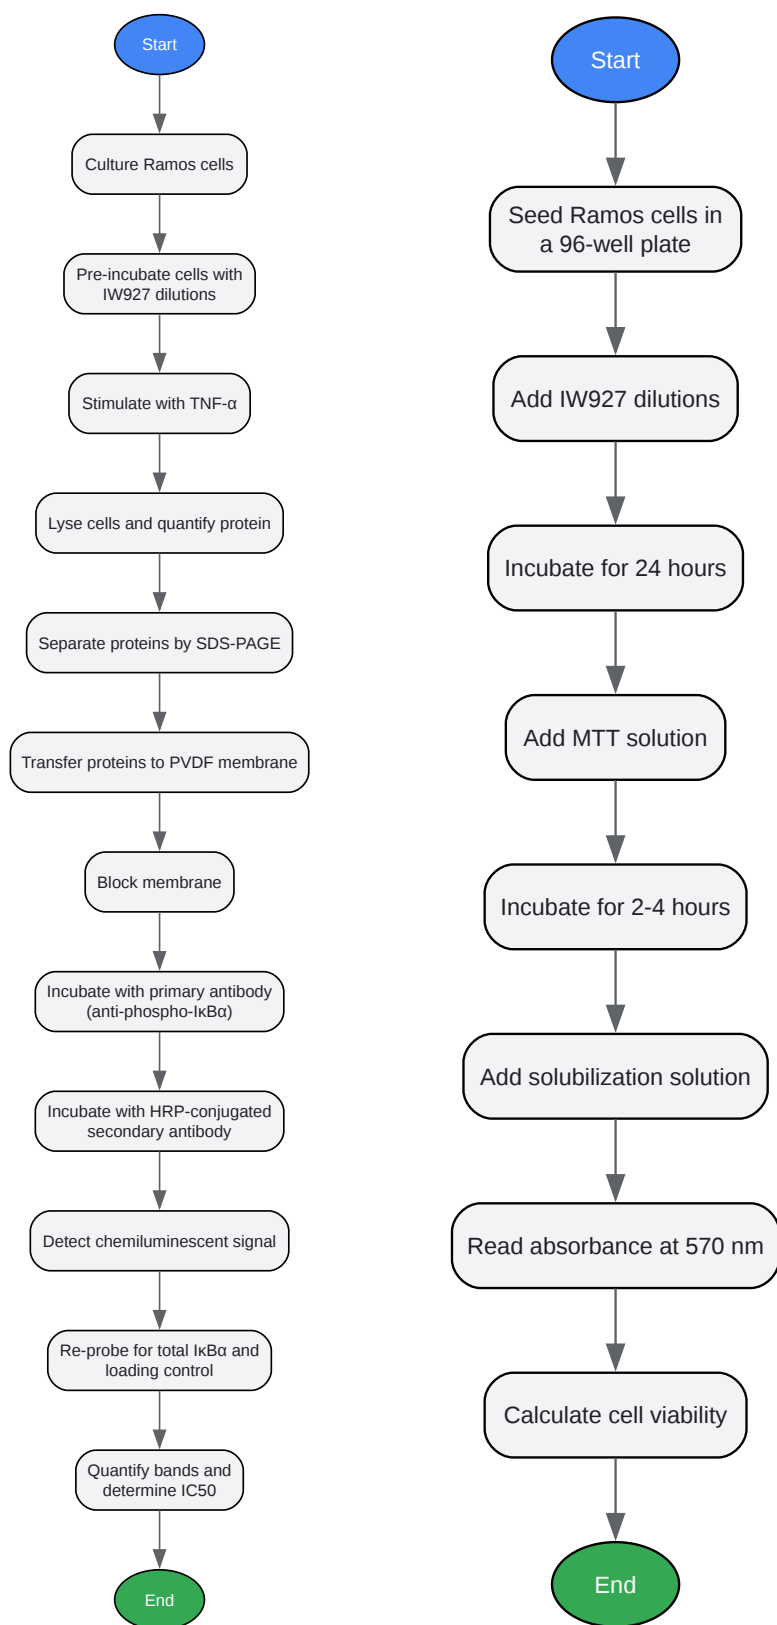 Start
Culture Ramos cells
Pre-incubate cells with
IW927 dilutions
Stimulate with TNF-α
Lyse cells and quantify protein
Separate proteins by SDS-PAGE
Transfer proteins to PVDF membrane
Block membrane
Incubate with primary antibody
(anti-phospho-IκBα)
Incubate with HRP-conjugated
secondary antibody
Detect chemiluminescent signal
Re-probe for total IκBα and
loading control
Quantify bands and
determine IC50
End
Start
Seed Ramos cells in
a 96-well plate
Add IW927 dilutions
Incubate for 24 hours
Add MTT solution
Incubate for 2-4 hours
Add solubilization solution
Read absorbance at 570 nm
Calculate cell viability
End